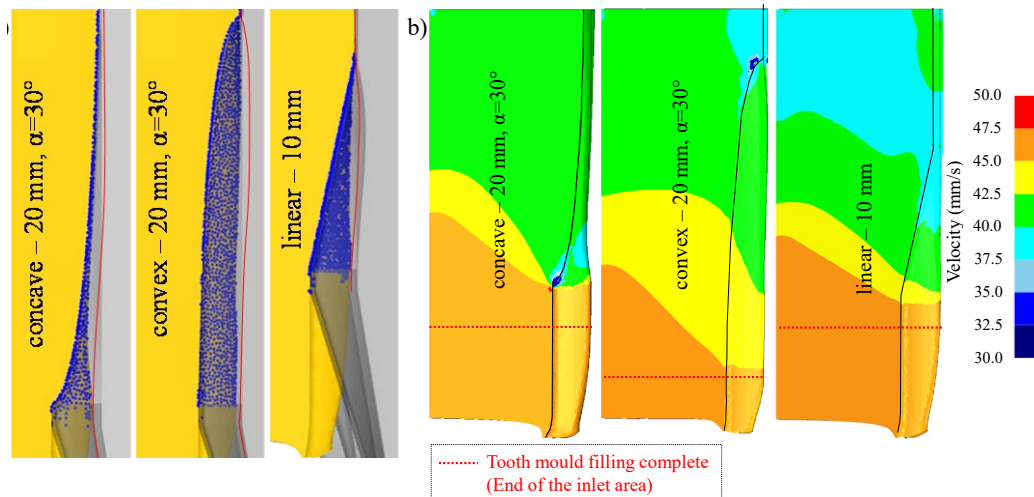 )
concave – 20 mm, α=30°
convex – 20 mm, α=30°
linear – 10 mm
b)
concave – 20 mm, α=30°
convex – 20 mm, α=30°
linear – 10 mm
Velocity (mm/s)
50.0
47.5
45.0
42.5
40.0
37.5
35.0
32.5
30.0
Tooth mould filling complete
(End of the inlet area)